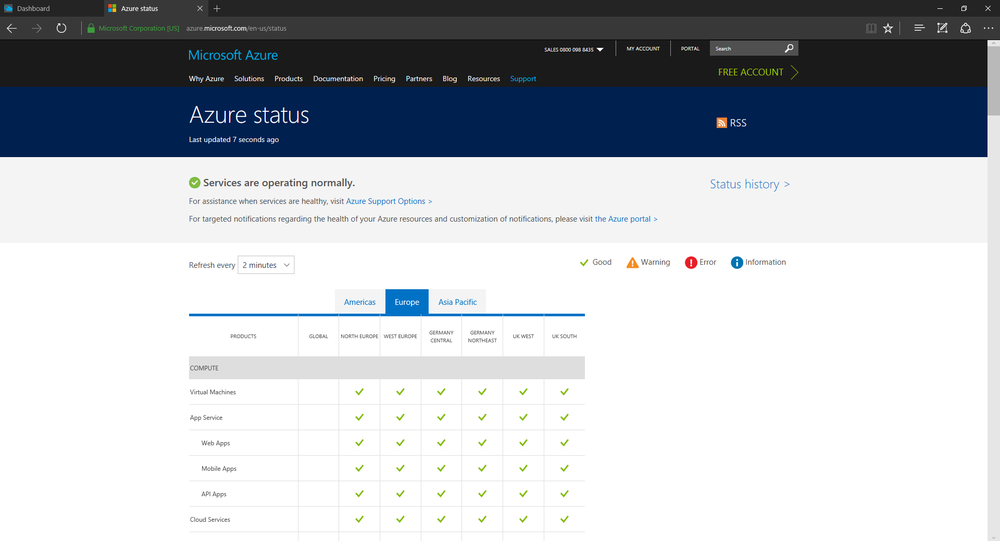 Dashboard
Azure status
Microsoft Corporation [US]
azure.microsoft.com/en-us/status
SALES 0800 098 8435
MY ACCOUNT
PORTAL
Search
Microsoft Azure
FREE ACCOUNT
Why Azure Solutions Products Documentation Pricing Partners Blog Resources Support
Azure status
RSS
Last updated 7 seconds ago
Services are operating normally.
Status history >
For assistance when services are healthy, visit Azure Support Options >
For targeted notifications regarding the health of your Azure resources and customization of notifications, please visit the Azure portal >
Refresh every 2 minutes
Good Warning Error Information
Americas Europe Asia Pacific
PRODUCTS GLOBAL NORTH EUROPE WEST EUROPE GERMANY CENTRAL GERMANY NORTHEAST UK WEST UK SOUTH
COMPUTE
Virtual Machines
App Service
Web Apps
Mobile Apps
API Apps
Cloud Services